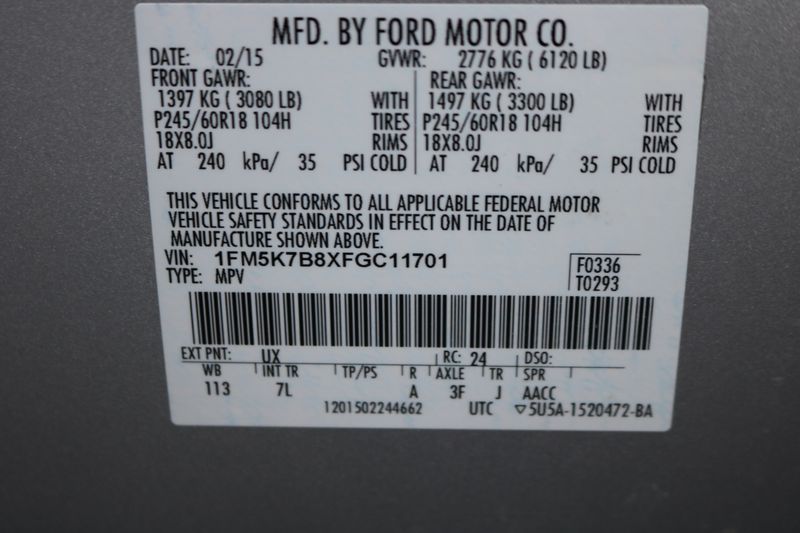 MFD. BY FORD MOTOR CO.
DATE: 02/15 GVWR: 2776 KG ( 6120 LB)
FRONT GAWR: REAR GAWR:
1397 KG ( 3080 LB) WITH 1497 KG ( 3300 LB) WITH
P245/60R18 104H TIRES P245/60R18 104H TIRES
18X8.0J RIMS 18X8.0J RIMS
AT 240 kPa/ 35 PSI COLD AT 240 kPa/ 35 PSI COLD
THIS VEHICLE CONFORMS TO ALL APPLICABLE FEDERAL MOTOR
VEHICLE SAFETY STANDARDS IN EFFECT ON THE DATE OF
MANUFACTURE SHOWN ABOVE.
VIN: 1FM5K7B8XFGC11701 F0336
TYPE: MPV T0293
EXT PNT: UX RC: 24 DSO:
WB INT TR TP/PS R AXLE TR SPR
113 7L A 3F J AACC
1201502244662 UTC ▽5U5A-1520472-BA